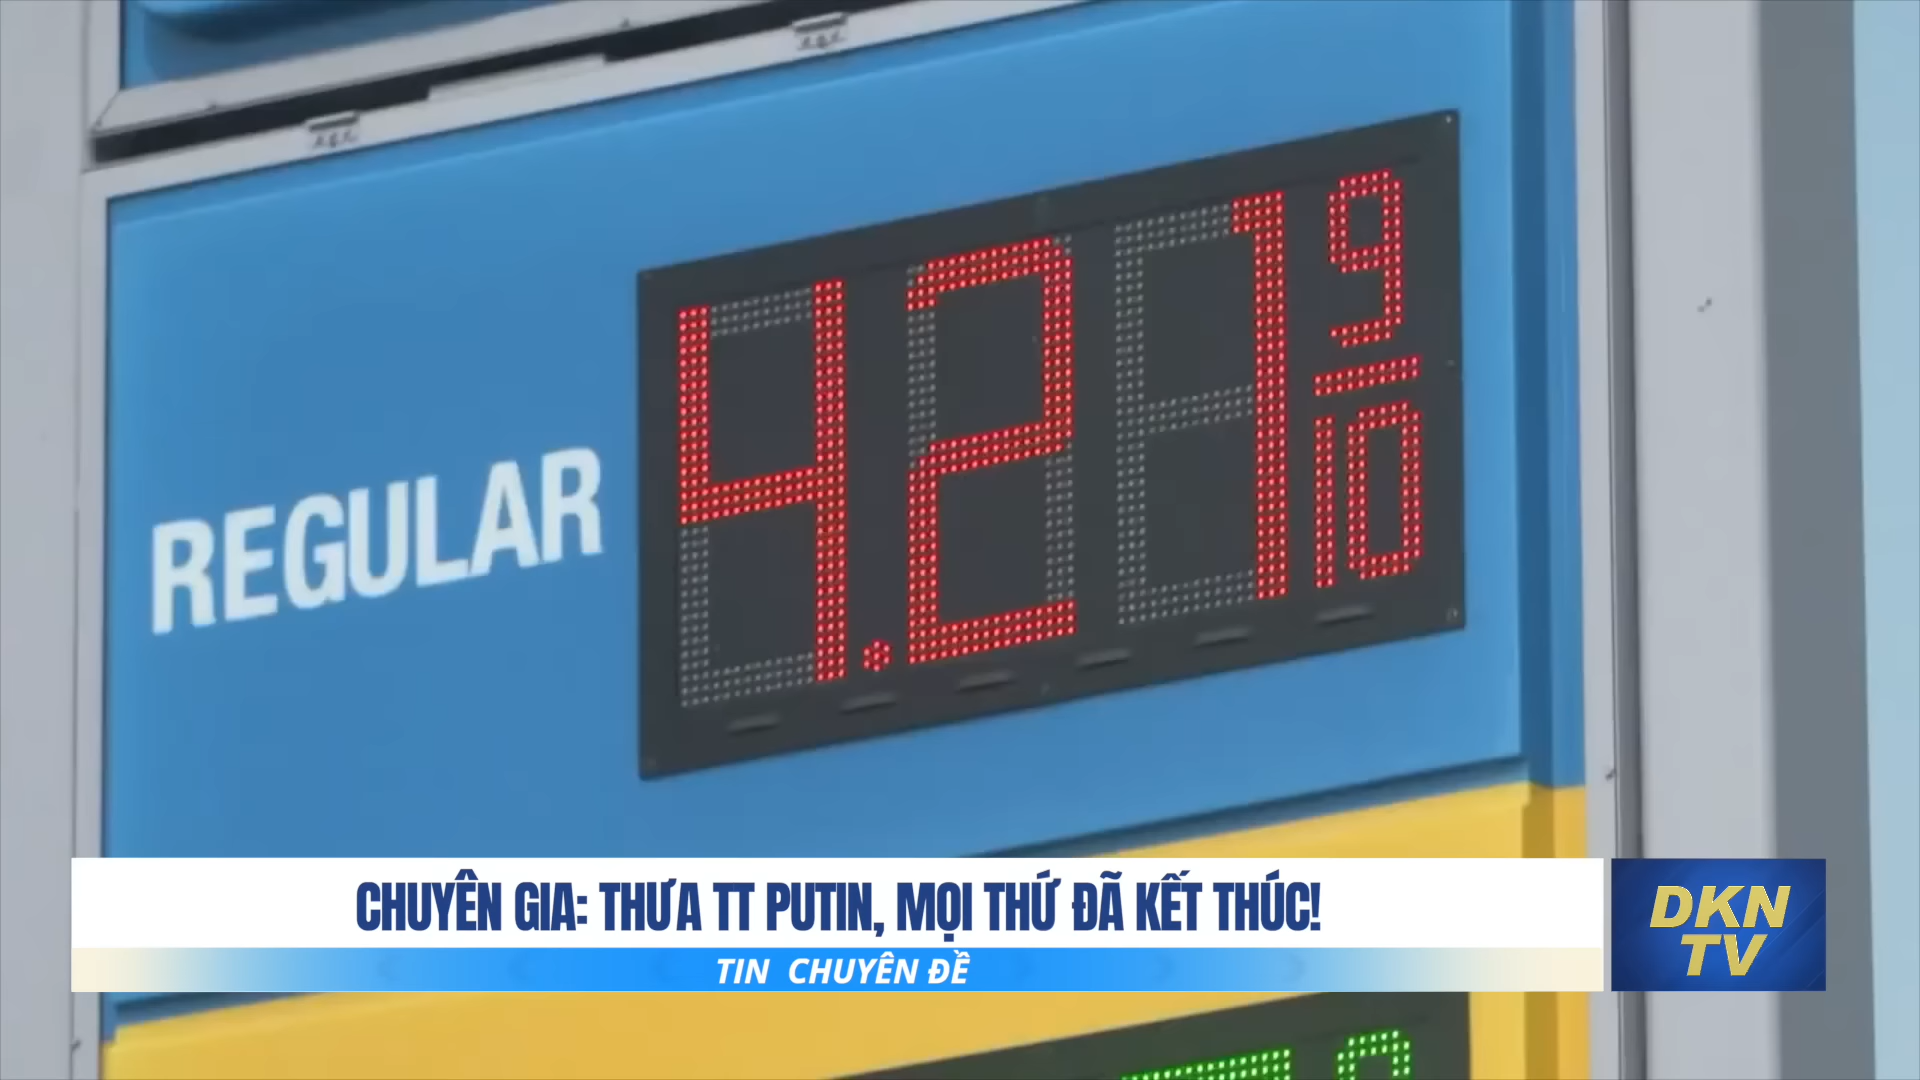 REGULAR
4.21 9/10
CHUYÊN GIA: THƯA TT PUTIN, MỌI THỨ ĐÃ KẾT THÚC!
TIN CHUYÊN ĐỀ
DKN
TV